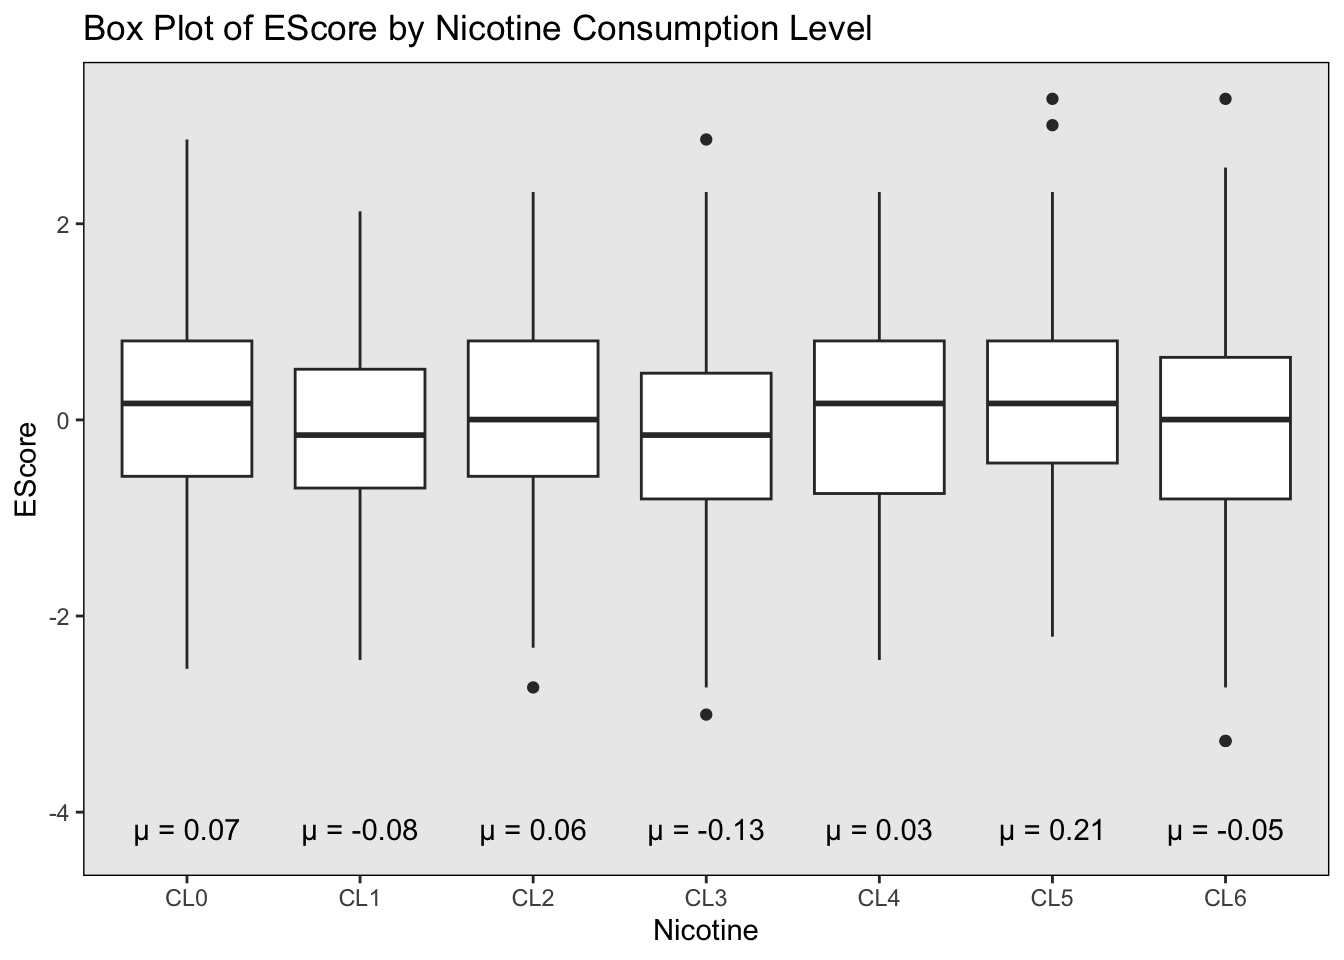 Box Plot of EScore by Nicotine Consumption Level
EScore
2
0
-2
-4
µ = 0.07 µ = -0.08 µ = 0.06 µ = -0.13 µ = 0.03 µ = 0.21 µ = -0.05
CL0 CL1 CL2 CL3 CL4 CL5 CL6
Nicotine